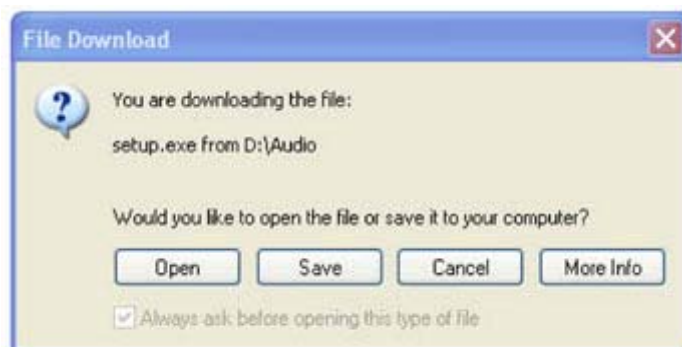 File Download
You are downloading the file:
setup.exe from D:\Audio
Would you like to open the file or save it to your computer?
Open Save Cancel More Info
Always ask before opening this type of file